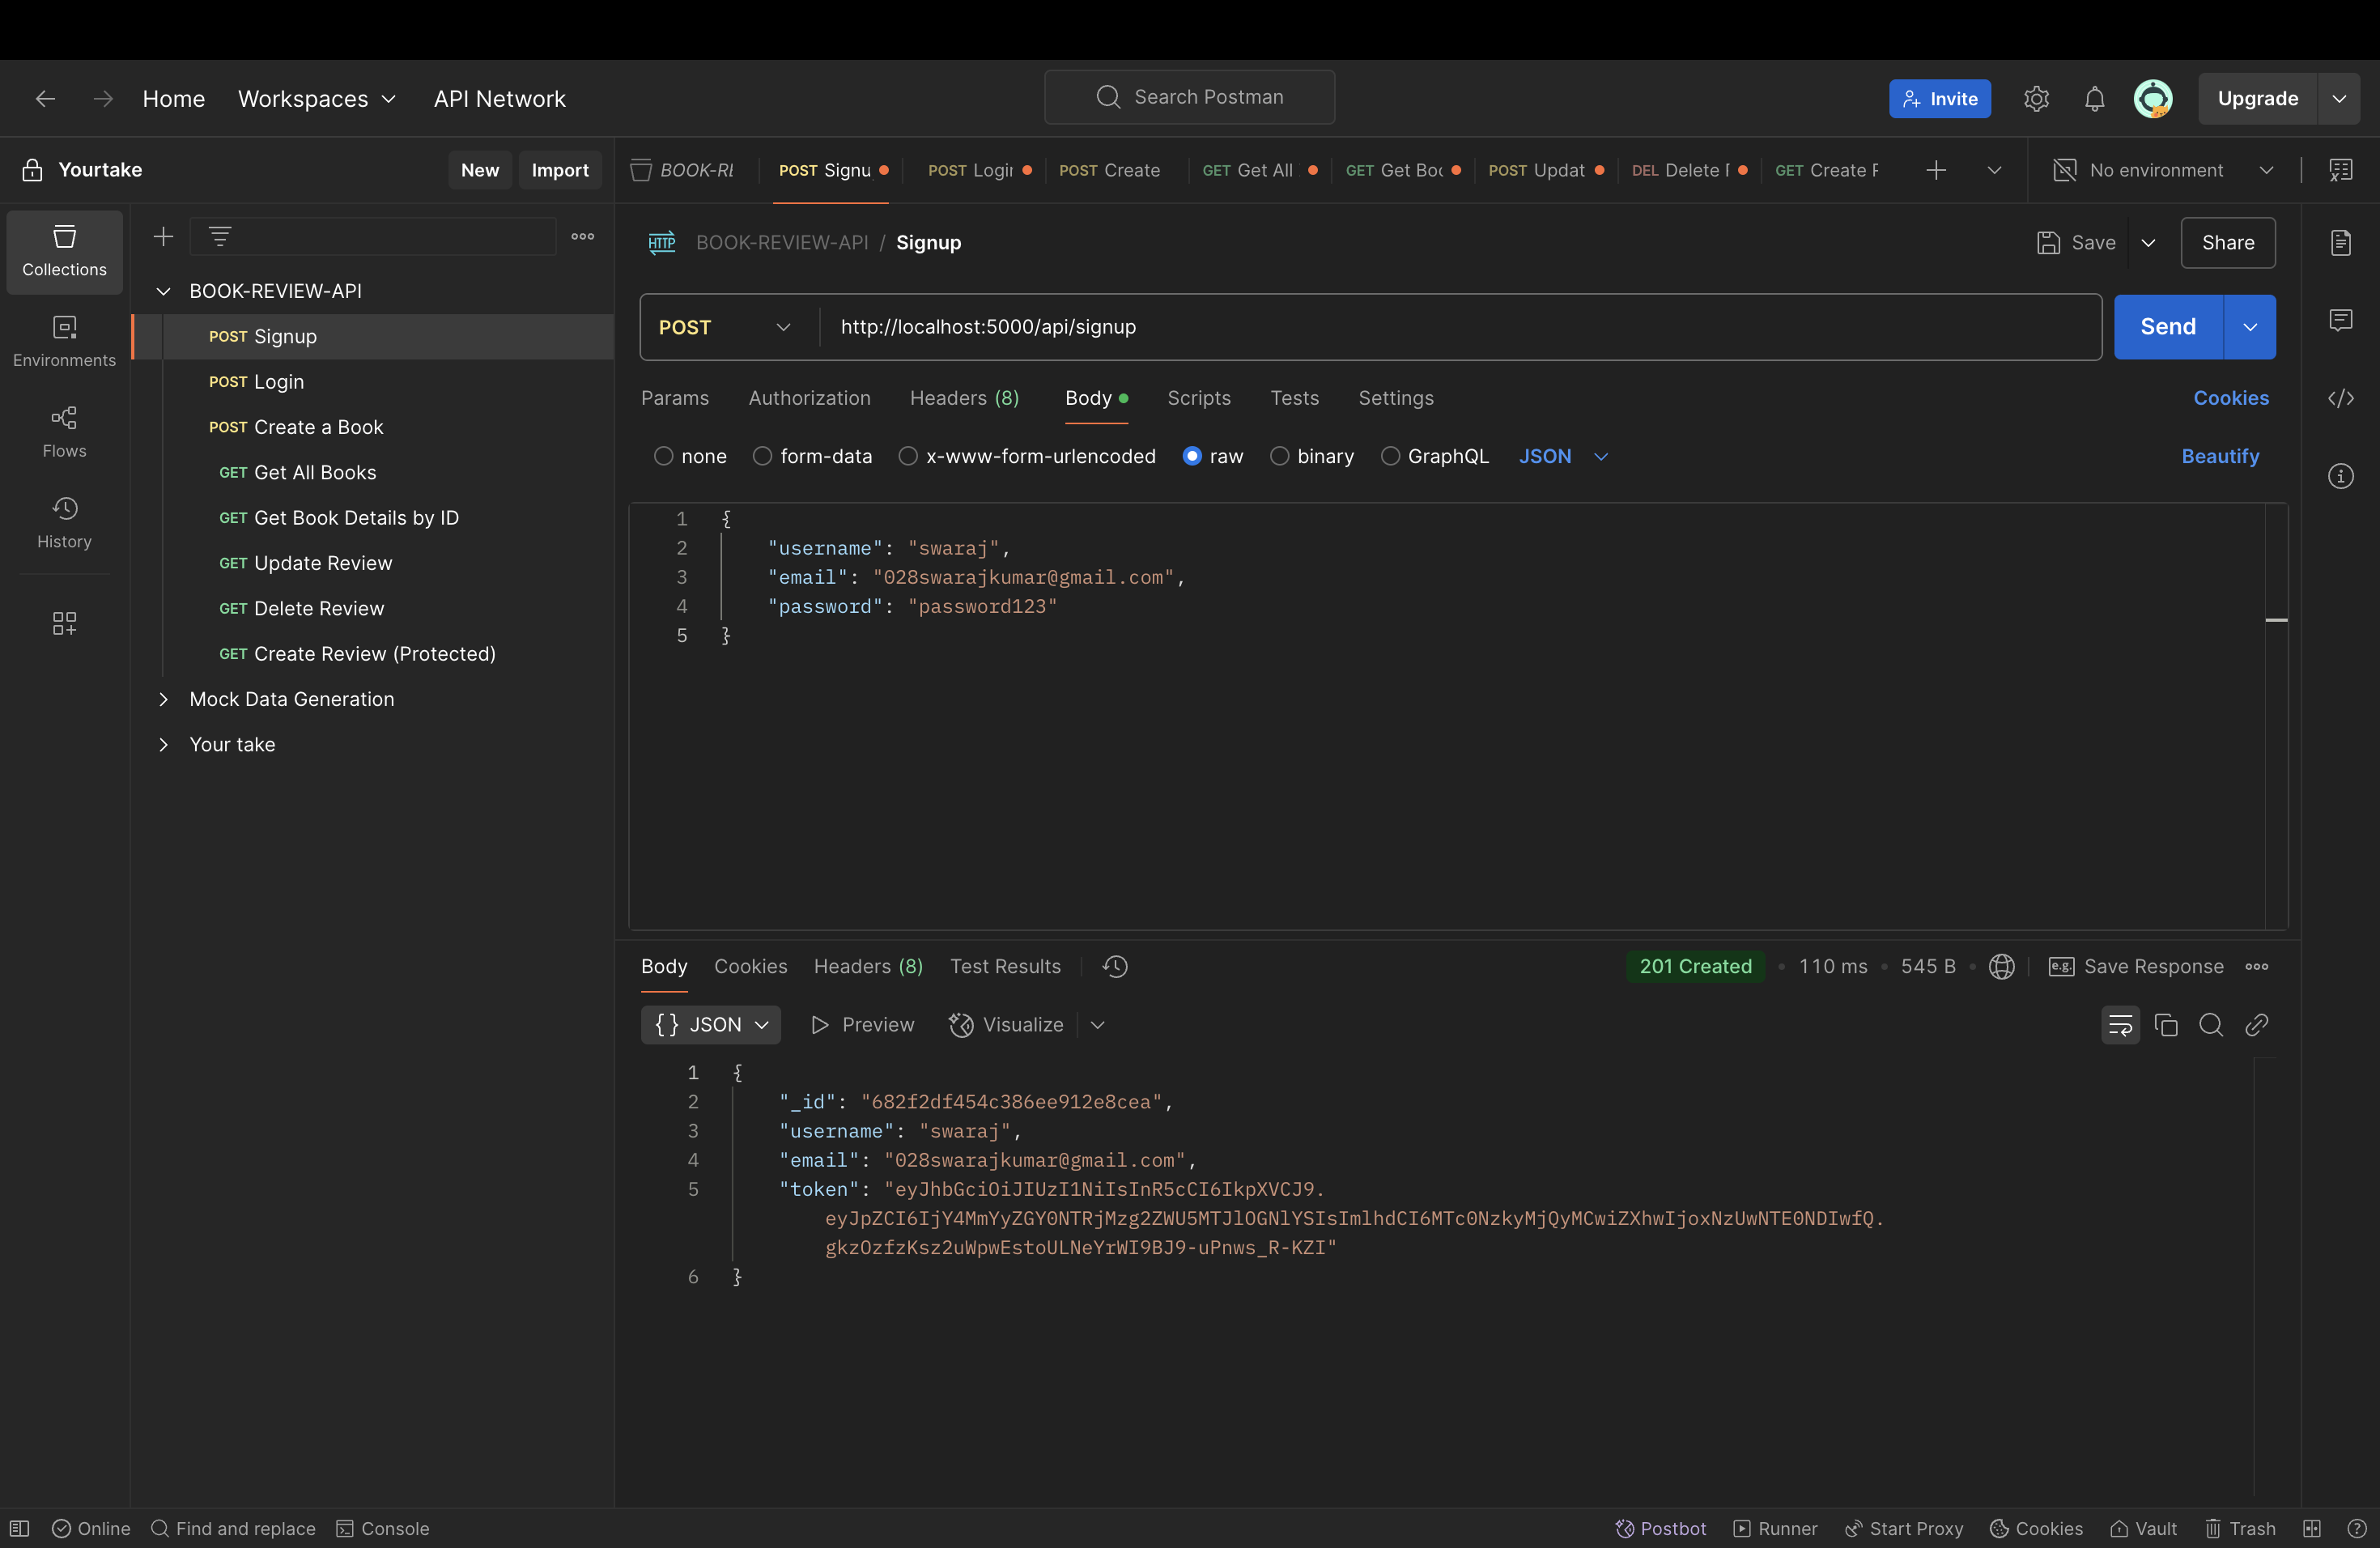 Home Workspaces API Network
Search Postman
Invite
Upgrade
Yourtake
New Import
BOOK-RE
POST Signu
POST Login
POST Create
GET Get All
GET Get Boo
POST Updat
DEL Delete
GET Create
No environment
Collections
Environments
Flows
History
BOOK-REVIEW-API
POST Signup
POST Login
POST Create a Book
GET Get All Books
GET Get Book Details by ID
GET Update Review
GET Delete Review
GET Create Review (Protected)
Mock Data Generation
Your take
HTTP BOOK-REVIEW-API / Signup
Save Share
POST http://localhost:5000/api/signup
Send
Params Authorization Headers (8) Body Scripts Tests Settings Cookies
none form-data x-www-form-urlencoded raw binary GraphQL JSON Beautify
1 {
2 "username": "swaraj",
3 "email": "028swarajkumar@gmail.com",
4 "password": "password123"
5 }
Body Cookies Headers (8) Test Results
201 Created • 110 ms • 545 B • e.g. Save Response
{} JSON Preview Visualize
1 {
2 "_id": "682f2df454c386ee912e8cea",
3 "username": "swaraj",
4 "email": "028swarajkumar@gmail.com",
5 "token": "eyJhbGciOiJIUzI1NiIsInR5cCI6IkpXVCJ9.
eyJpZCI6IjY4MmYyZGY0NTRjMzg2ZWU5MTJlOGNlYSIsImlhdCI6MTc0NzkyMjQyMCwiZXhwIjoxNzUwNTE0NDIwfQ.
gkzOzfzKsz2uWpwEstoULNeYrWI9BJ9-uPnws_R-KZI"
6 }
Online Find and replace Console
Postbot Runner Start Proxy Cookies Vault Trash